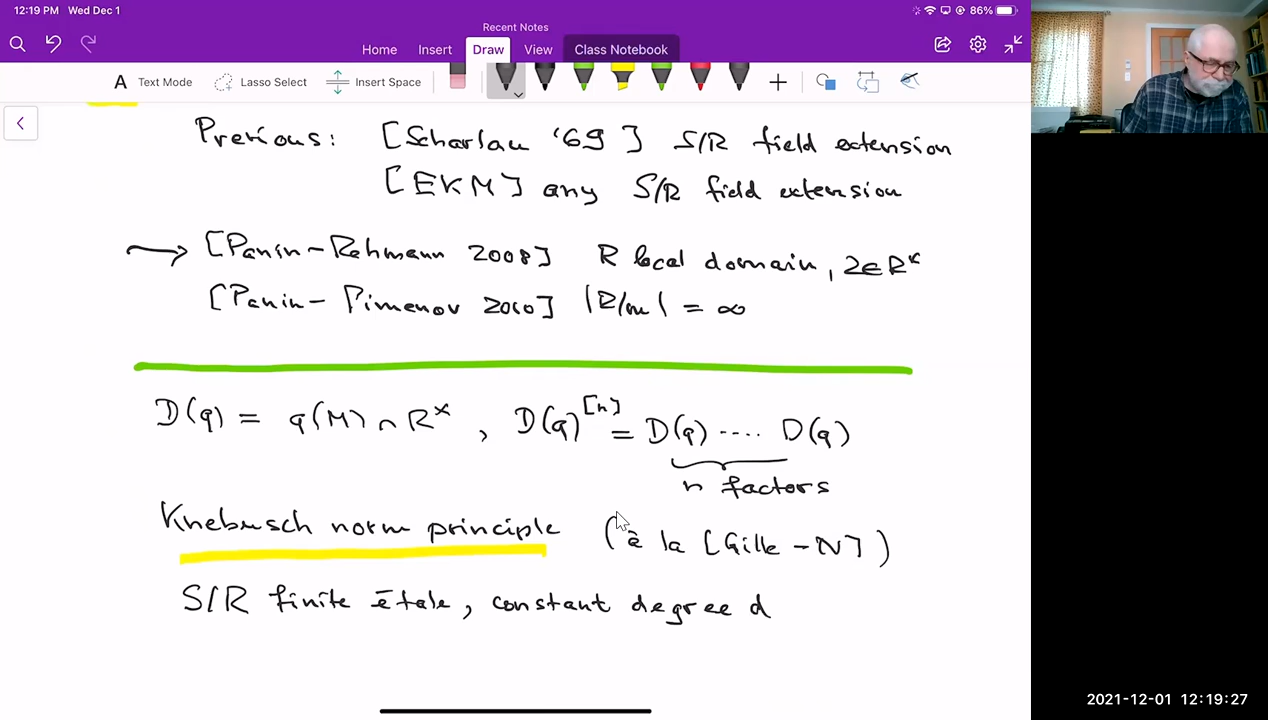 12:19 PM Wed Dec 1
86%
Recent Notes
Home Insert Draw View Class Notebook
Text Mode Lasso Select Insert Space
Previous: [Scharlau '69] S/R field extension
[EKM] any S/R field extension
→ [Panin-Rehmann 2008] R local domain, 2∈R^×
[Panin-Pimenov 2010] |R/m| = ∞
D(q) = q(M) ∩ R^× , D(q)^[n] = D(q) ···· D(q)
n factors
Knebusch norm principle (à la [Gille-N])
S/R finite étale, constant degree d
2021-12-01 12:19:27